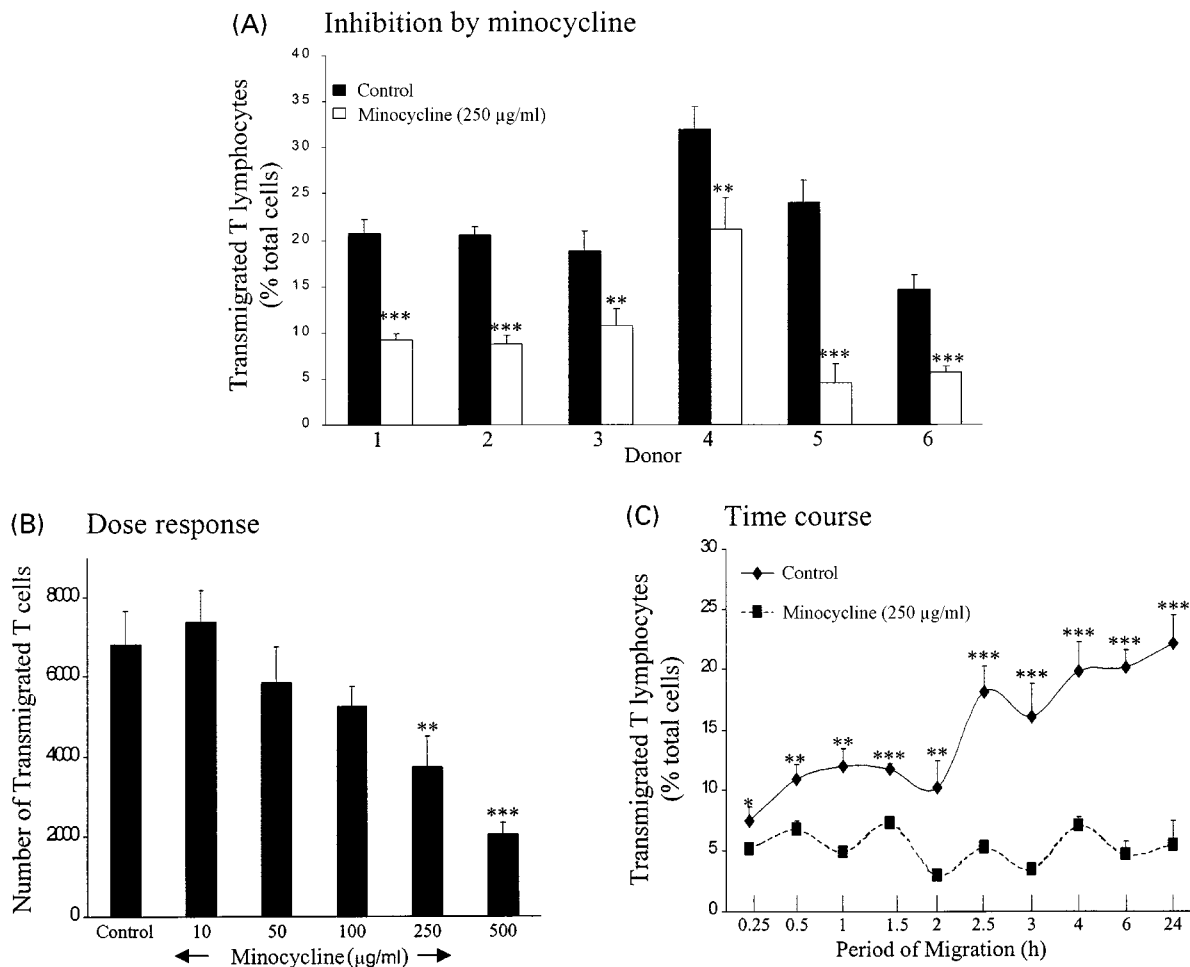 (A) Inhibition by minocycline
40
35
30
25
20
15
10
5
0
Transmigrated T lymphocytes
(% total cells)
Control
Minocycline (250 µg/ml)
***
***
**
**
***
***
1 2 3 4 5 6
Donor
(B) Dose response
8000
6000
4000
2000
0
Number of Transmigrated T cells
**
***
Control 10 50 100 250 500
Minocycline (µg/ml)
(C) Time course
30
25
20
15
10
5
0
Transmigrated T lymphocytes
(% total cells)
Control
Minocycline (250 µg/ml)
*
**
**
***
**
***
***
***
***
***
0.25 0.5 1 1.5 2 2.5 3 4 6 24
Period of Migration (h)